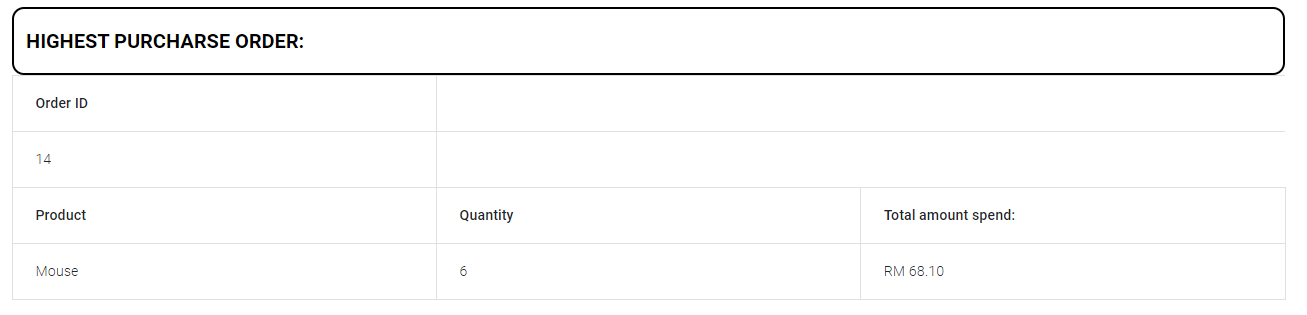 HIGHEST PURCHARSE ORDER:
Order ID
14
Product Quantity Total amount spend:
Mouse 6 RM 68.10